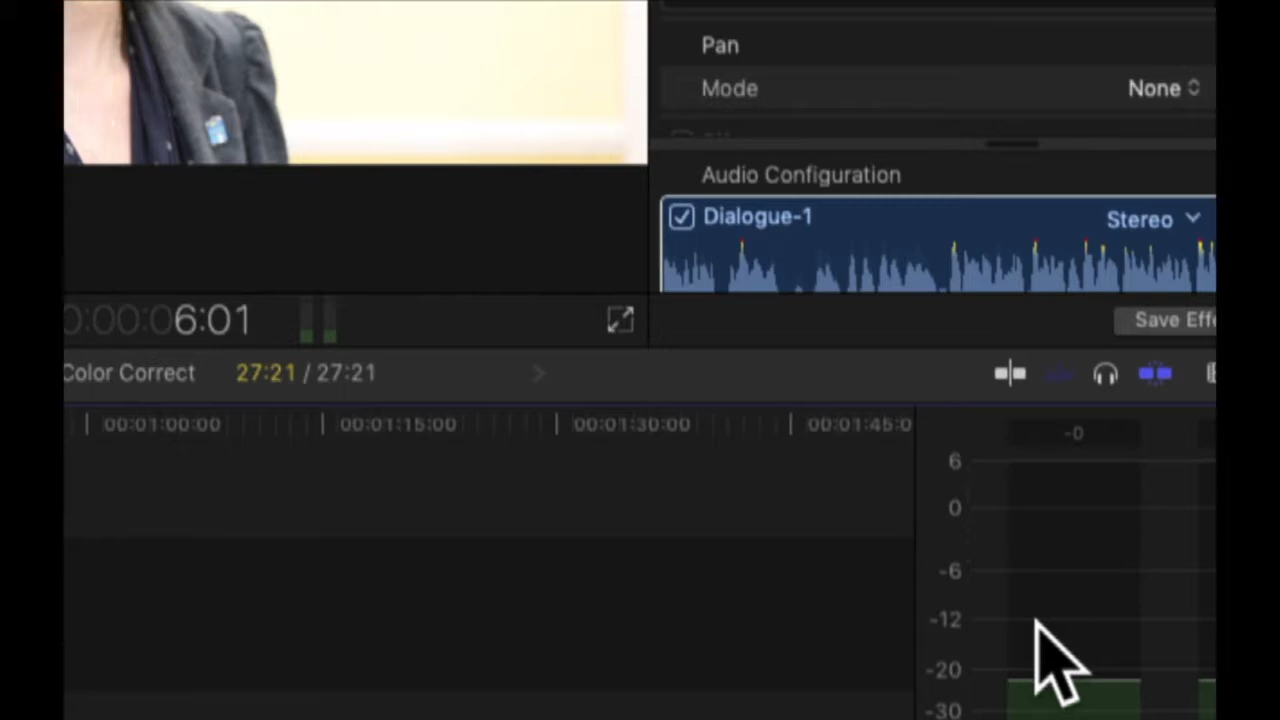 Pan
Mode None
Audio Configuration
Dialogue-1 Stereo
0:00:06:01
Save Effe
Color Correct 27:21 / 27:21
00:01:00:00 00:01:15:00 00:01:30:00 00:01:45:0
-0
6
0
-6
-12
-20
-30